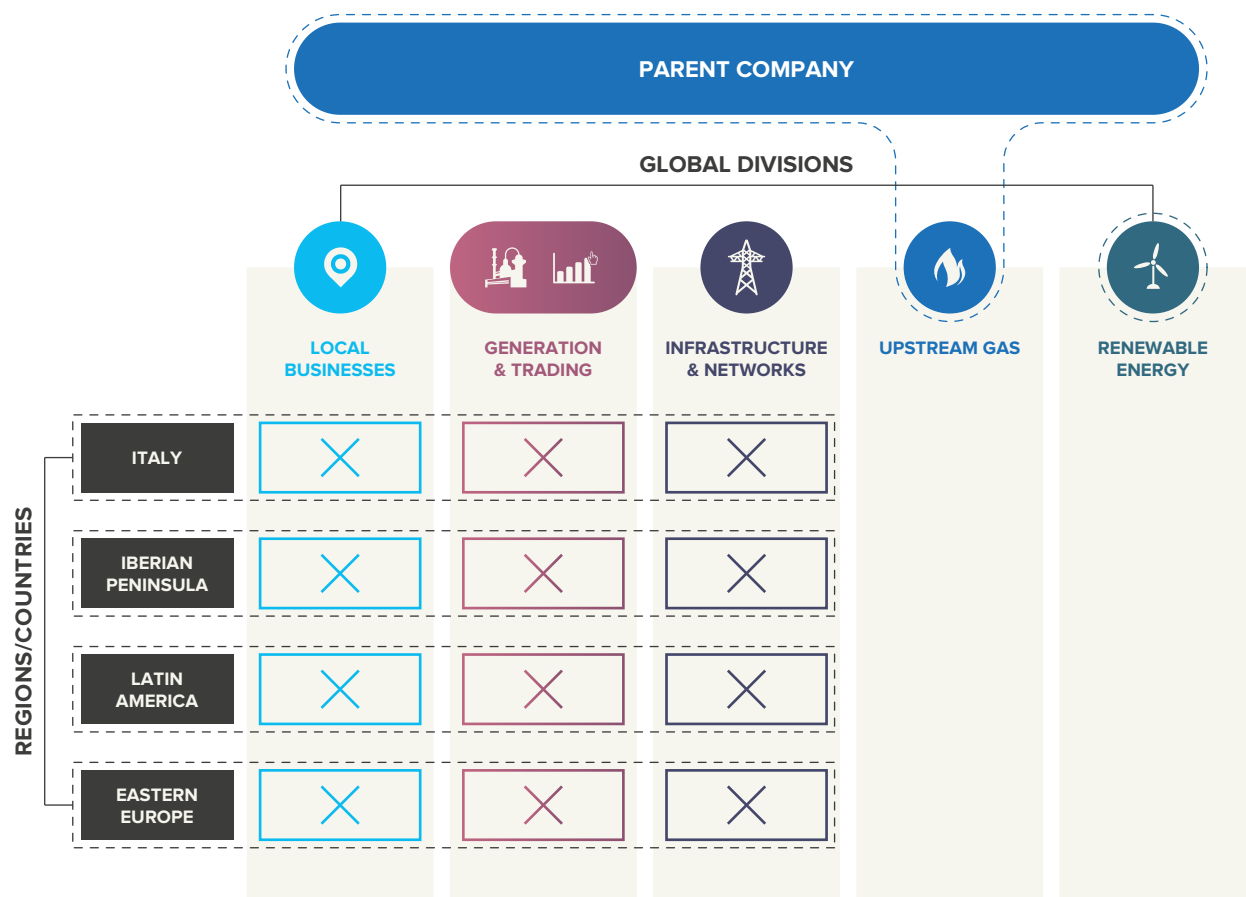 PARENT COMPANY
GLOBAL DIVISIONS
LOCAL
BUSINESSES
GENERATION
& TRADING
INFRASTRUCTURE
& NETWORKS
UPSTREAM GAS
RENEWABLE
ENERGY
REGIONS/COUNTRIES
ITALY
IBERIAN
PENINSULA
LATIN
AMERICA
EASTERN
EUROPE